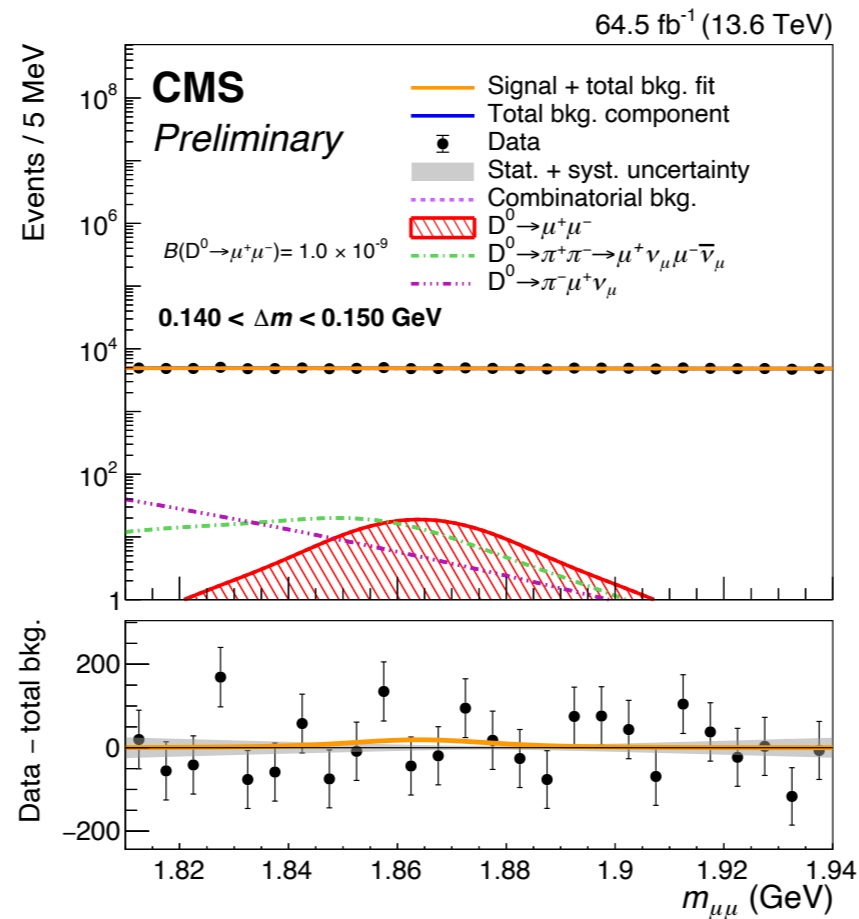 64.5 fb⁻¹ (13.6 TeV)
Events / 5 MeV
CMS
Preliminary
Signal + total bkg. fit
Total bkg. component
Data
Stat. + syst. uncertainty
Combinatorial bkg.
D⁰→μ⁺μ⁻
D⁰→π⁺π⁻→μ⁺ν_μμ⁻ν̅_μ
D⁰→π⁻μ⁺ν_μ
B(D⁰→μ⁺μ⁻)= 1.0 × 10⁻⁹
0.140 < Δm < 0.150 GeV
10⁸
10⁶
10⁴
10²
1
Data − total bkg.
200
0
−200
1.82 1.84 1.86 1.88 1.9 1.92 1.94
m_μμ (GeV)